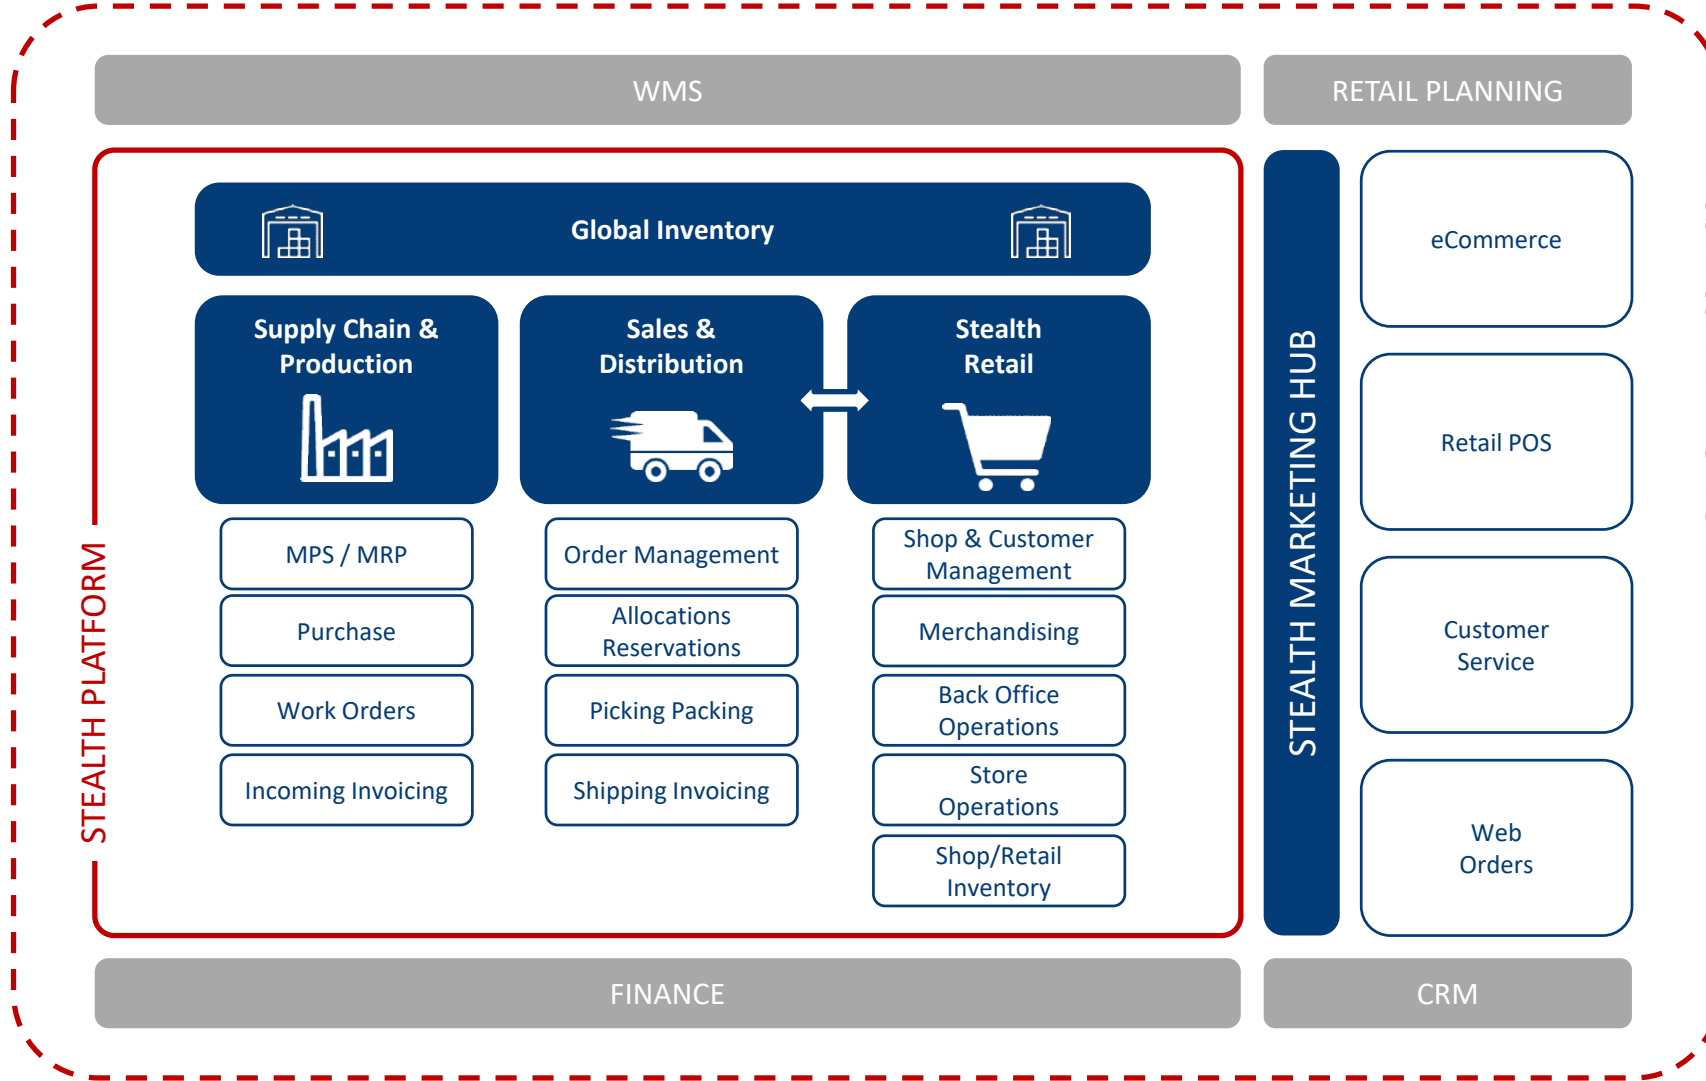 WMS
RETAIL PLANNING
STEALTH PLATFORM
Global Inventory
Supply Chain &
Production
MPS / MRP
Purchase
Work Orders
Incoming Invoicing
Sales &
Distribution
Order Management
Allocations
Reservations
Picking Packing
Shipping Invoicing
Stealth
Retail
Shop & Customer
Management
Merchandising
Back Office
Operations
Store
Operations
Shop/Retail
Inventory
STEALTH MARKETING HUB
eCommerce
Retail POS
Customer
Service
Web
Orders
FINANCE
CRM